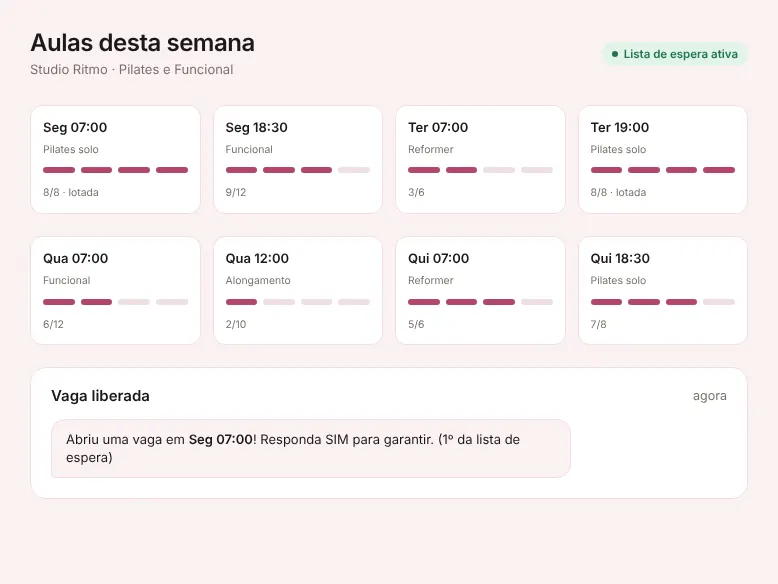 Aulas desta semana
Studio Ritmo · Pilates e Funcional
Lista de espera ativa
Seg 07:00
Pilates solo
8/8 · lotada
Seg 18:30
Funcional
9/12
Ter 07:00
Reformer
3/6
Ter 19:00
Pilates solo
8/8 · lotada
Qua 07:00
Funcional
6/12
Qua 12:00
Alongamento
2/10
Qui 07:00
Reformer
5/6
Qui 18:30
Pilates solo
7/8
Vaga liberada
agora
Abriu uma vaga em Seg 07:00! Responda SIM para garantir. (1º da lista de
espera)